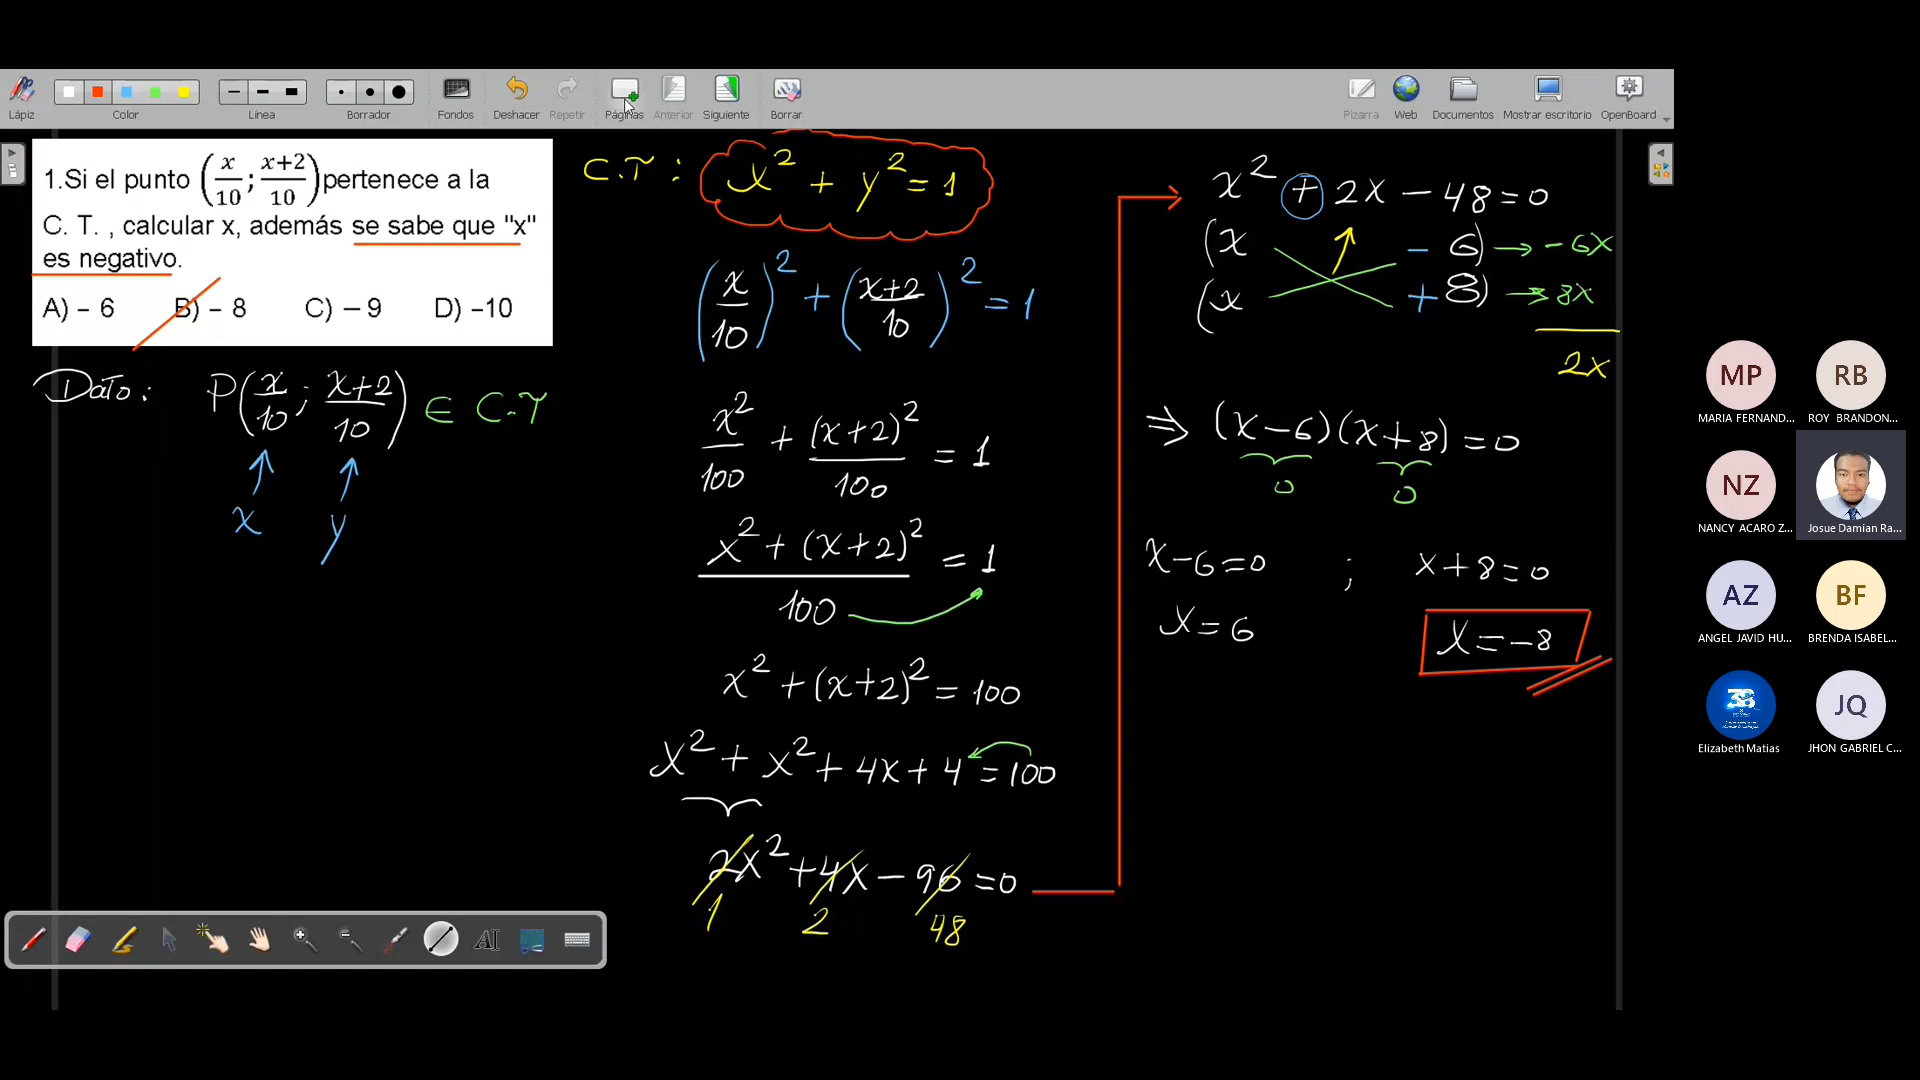 Lápiz Color Línea Borrador Fondos Deshacer Repetir Páginas Anterior Siguiente Borrar Pizarra Web Documentos Mostrar escritorio OpenBoard
1.Si el punto (x/10 ; x+2/10) pertenece a la
C. T. , calcular x, además se sabe que "x"
es negativo.
A) – 6 B) – 8 C) – 9 D) –10
Dato: P(x/10 ; x+2/10) ∈ C.T
x y
C.T : x² + y² = 1
(x/10)² + (x+2/10)² = 1
x²/100 + (x+2)²/100 = 1
x² + (x+2)²/100 = 1
x² + (x+2)² = 100
x² + x² + 4x + 4 = 100
2x² + 4x – 96 = 0
1 2 48
x² + 2x – 48 = 0
(x – 6) → – 6x
(x + 8) → 8x
2x
⇒ (x – 6)(x + 8) = 0
0 0
x – 6 = 0 ; x + 8 = 0
x = 6 x = – 8
AI
MP RB
MARIA FERNAND... ROY BRANDON...
NZ
NANCY ACARO Z... Josue Damian Ra...
AZ BF
ANGEL JAVID HU... BRENDA ISABEL...
JQ
Elizabeth Matias JHON GABRIEL C...